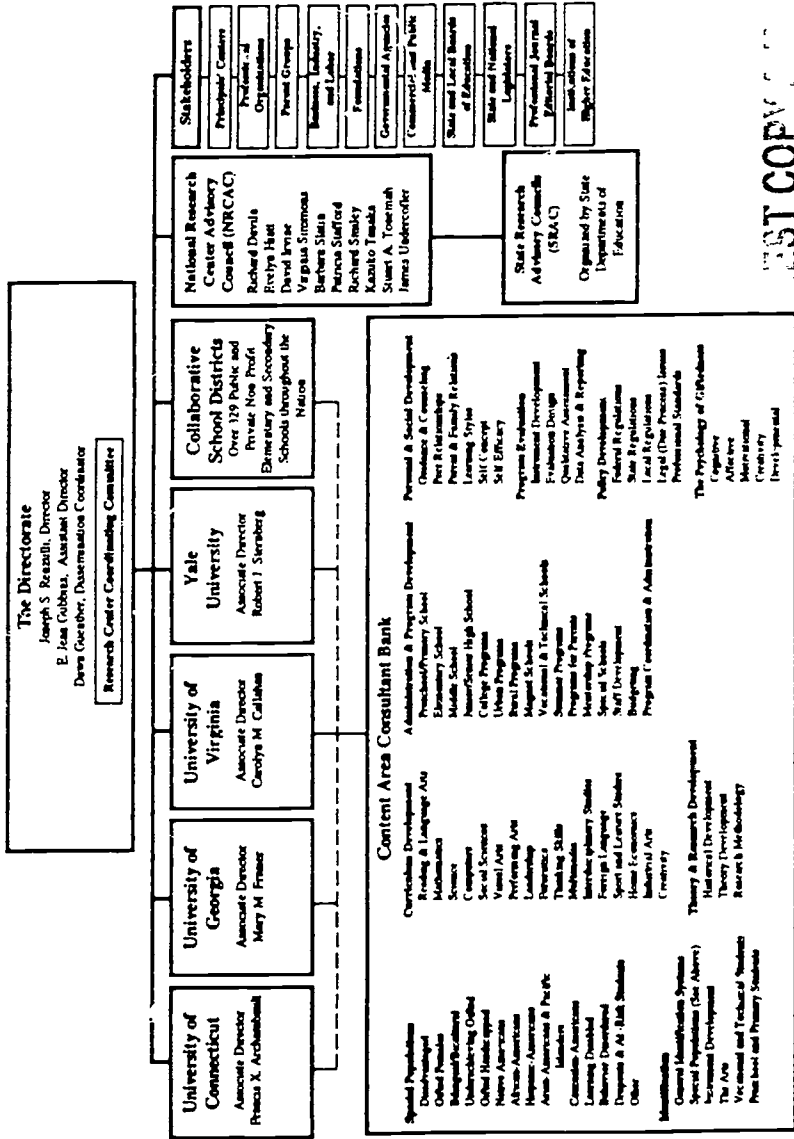 The Directorate
Joseph S. Renzulli, Director
E. Jean Gubbins, Assistant Director
Dawn Guenther, Dissemination Coordinator
Research Center Coordinating Committee
University of
Connecticut
Associate Director
Francis X. Archambault
University of
Georgia
Associate Director
Mary M. Frasier
University of
Virginia
Associate Director
Carolyn M. Callahan
Yale
University
Associate Director
Robert J. Sternberg
Collaborative
School Districts
Over 329 Public and
Private Non Profit
Elementary and Secondary
Schools throughout the
Nation
National Research
Center Advisory
Council (NRCAC)
Richard Davila
Evelyn Hiatt
David Irvine
Virginia Simmons
Barbara
Patricia Stafford
Richard Smiley
Kazuko Tanaka
Stuart A. Tonemah
James Undercofler
State Research
Advisory Councils
(SRAC)
Organized by State
Departments of
Education
Stakeholders
Principals' Centers
Professional
Organizations
Parent Groups
Business, Industry,
and Labor
Foundations
Governmental Agencies
Commercial and Public
Media
State and Local Boards
of Education
State and National
Legislators
Professional Journal
Editorial Boards
Institutions of
Higher Education
Content Area Consultant Bank
Special Populations
Disadvantaged
Gifted Females
Bilingual/Bicultural
Underachieving Gifted
Gifted Handicapped
Native Americans
African-Americans
Hispanic-Americans
Asian-Americans & Pacific
Islanders
Caucasian-Americans
Learning Disabled
Behavior Disordered
Dropouts & At-Risk Students
Other
Identification
General Identification Systems
Special Populations (See Above)
Instrument Development
The Arts
Vocational and Technical Students
Preschool and Primary Students
Curriculum Development
Reading & Language Arts
Mathematics
Science
Computers
Social Sciences
Visual Arts
Performing Arts
Leadership
Futuristics
Thinking Skills
Multimedia
Interdisciplinary Studies
Foreign Language
Sport and Leisure Studies
Home Economics
Industrial Arts
Creativity
Theory & Research Development
Historical Development
Theory Development
Research Methodology
Administration & Program Development
Preschool/Primary School
Elementary School
Middle School
Junior/Senior High School
College Programs
Urban Programs
Rural Programs
Magnet Schools
Vocational & Technical Schools
Summer Programs
Programs for Parents
Mentorship Programs
Special Schools
Staff Development
Budgeting
Program Coordination & Administration
Personal & Social Development
Guidance & Counseling
Peer Relationships
Parent & Family Relations
Learning Styles
Self Concept
Self Efficacy
Program Evaluation
Instrument Development
Evaluation Design
Qualitative Assessment
Data Analysis & Reporting
Policy Development
Federal Regulations
State Regulations
Local Regulations
Legal (Due Process) Issues
Professional Standards
The Psychology of Giftedness
Cognitive
Affective
Motivational
Creativity
Developmental
COPY